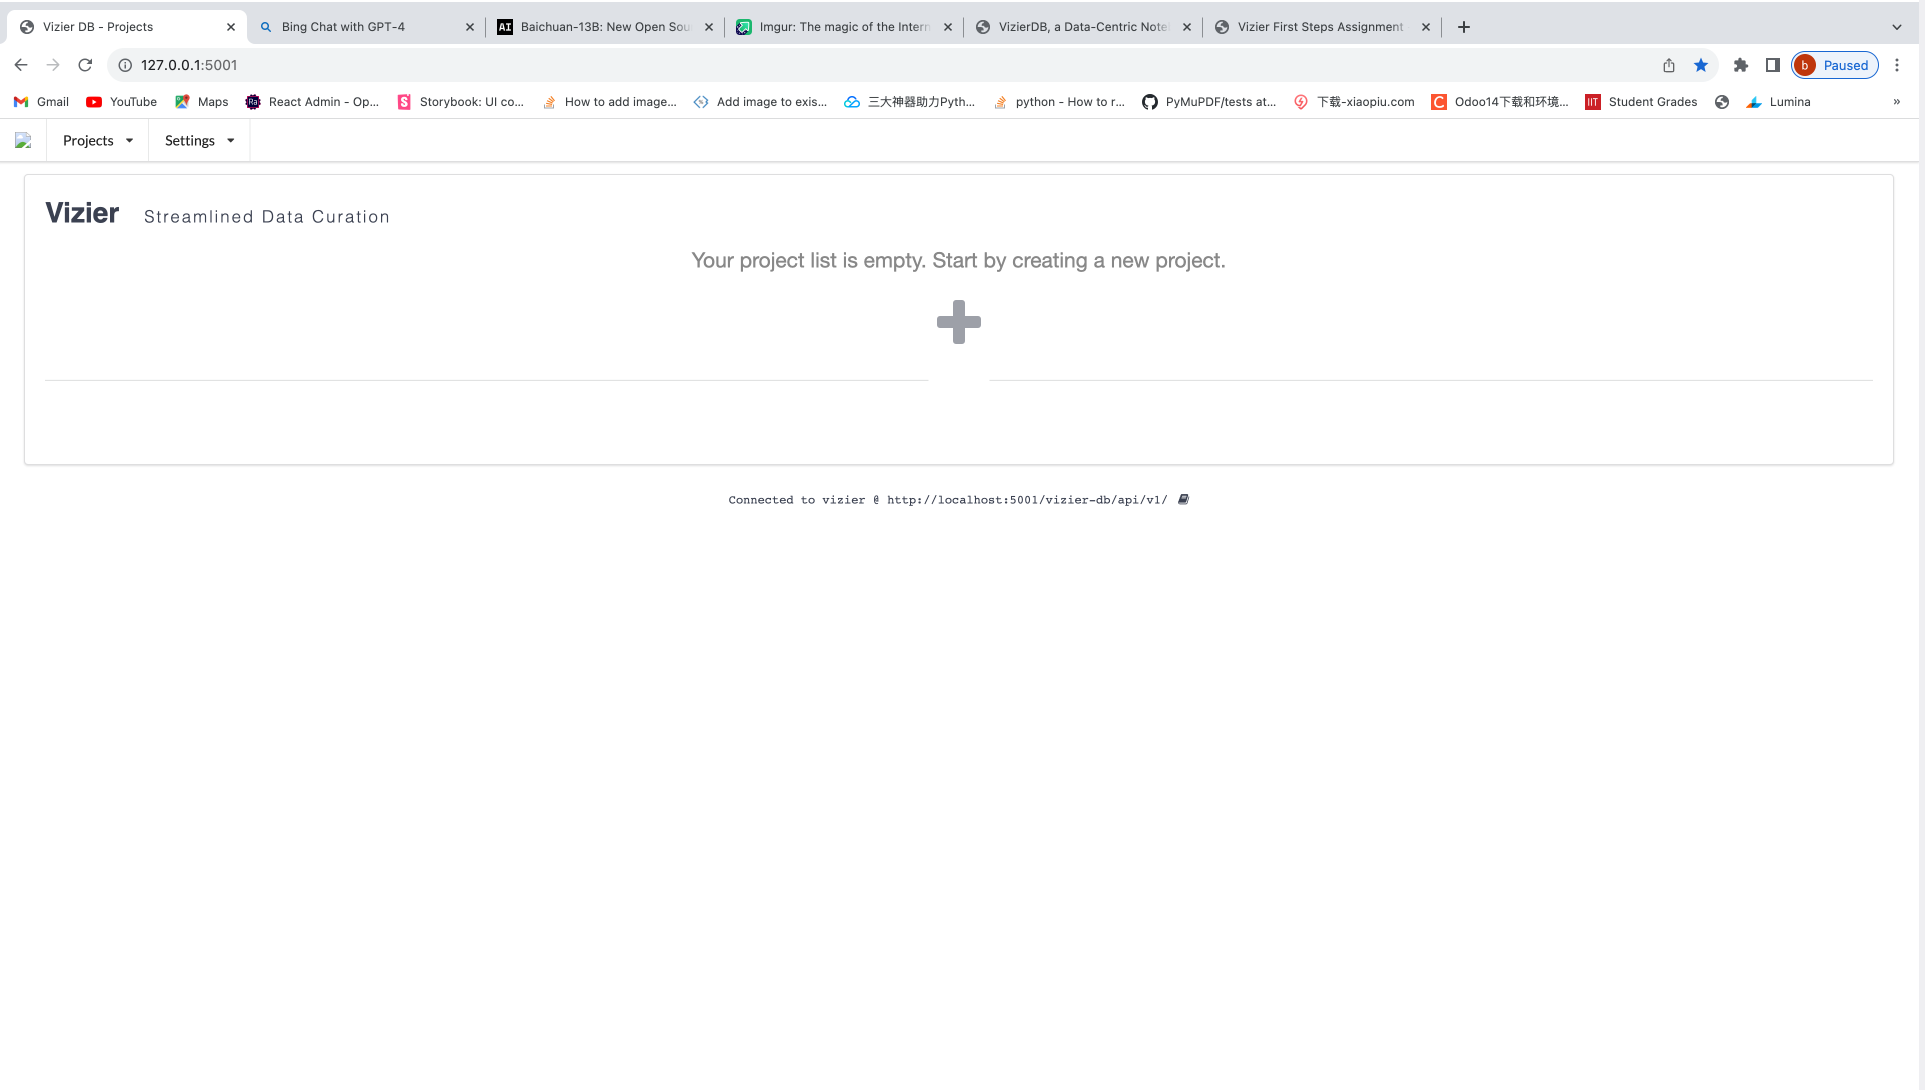 Vizier DB - Projects
Bing Chat with GPT-4
Baichuan-13B: New Open Sou
Imgur: The magic of the Intern
VizierDB, a Data-Centric Note
Vizier First Steps Assignment
127.0.0.1:5001
b Paused
Gmail
YouTube
Maps
Ra React Admin - Op...
S Storybook: UI co...
How to add image...
Add image to exis...
三大神器助力Pyth...
python - How to r...
PyMuPDF/tests at...
下载-xiaopiu.com
C Odoo14下载和环境...
IIT Student Grades
Lumina
»
Projects
Settings
Vizier Streamlined Data Curation
Your project list is empty. Start by creating a new project.
Connected to vizier @ http://localhost:5001/vizier-db/api/v1/